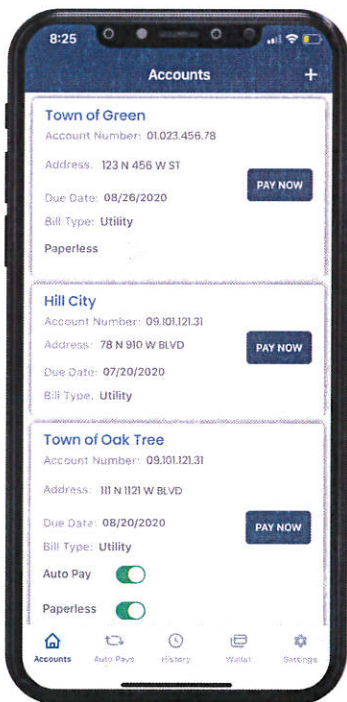 8:25
Accounts +
Town of Green
Account Number: 01.023.456.78
Address: 123 N 456 W ST
PAY NOW
Due Date: 08/26/2020
Bill Type: Utility
Paperless
Hill City
Account Number: 09.101.121.31
Address: 78 N 910 W BLVD
PAY NOW
Due Date: 07/20/2020
Bill Type: Utility
Town of Oak Tree
Account Number: 09.101.121.31
Address: 111 N 1121 W BLVD
Due Date: 08/20/2020
PAY NOW
Bill Type: Utility
Auto Pay
Paperless
Accounts Auto Pays History Wallet Settings